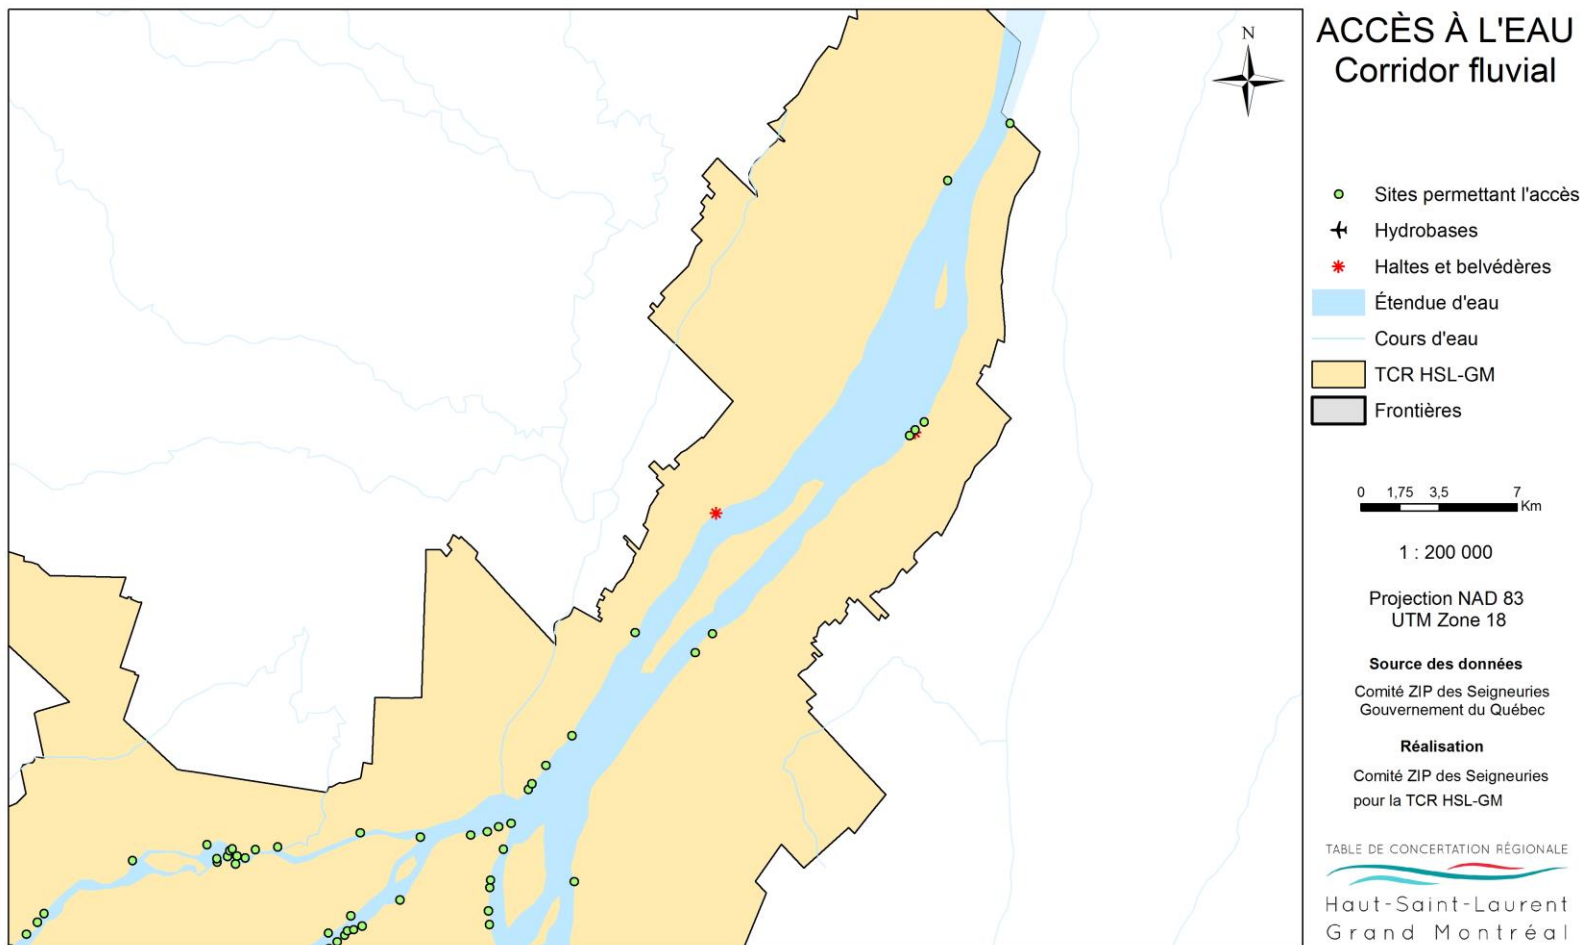 ACCÈS À L'EAU
Corridor fluvial
N
Sites permettant l'accès
Hydrobases
Haltes et belvédères
Étendue d'eau
Cours d'eau
TCR HSL-GM
Frontières
0 1,75 3,5 7
Km
1 : 200 000
Projection NAD 83
UTM Zone 18
Source des données
Comité ZIP des Seigneuries
Gouvernement du Québec
Réalisation
Comité ZIP des Seigneuries
pour la TCR HSL-GM
TABLE DE CONCERTATION RÉGIONALE
Haut-Saint-Laurent
Grand Montréal